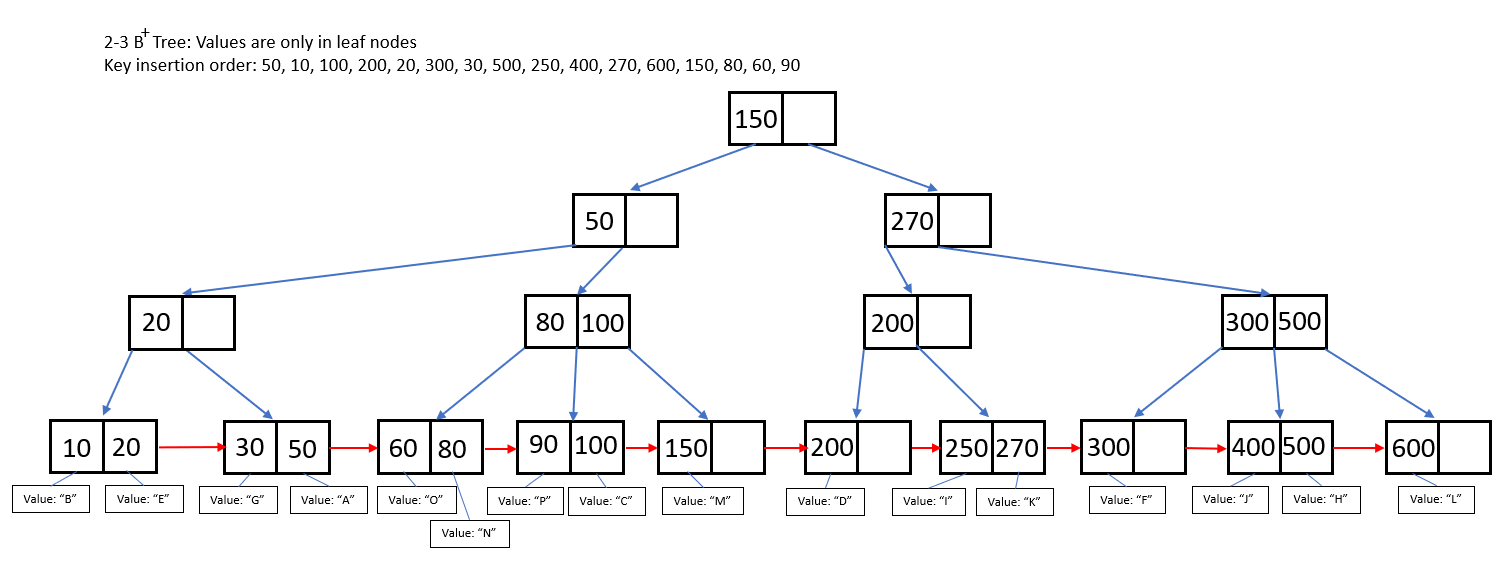 2-3 B+ Tree: Values are only in leaf nodes
Key insertion order: 50, 10, 100, 200, 20, 300, 30, 500, 250, 400, 270, 600, 150, 80, 60, 90
150
50 270
20 80 100 200 300 500
10 20 30 50 60 80 90 100 150 200 250 270 300 400 500 600
Value: “B” Value: “E” Value: “G” Value: “A” Value: “O” Value: “P” Value: “C” Value: “M” Value: “D” Value: “I” Value: “K” Value: “F” Value: “J” Value: “H” Value: “L”
Value: “N”